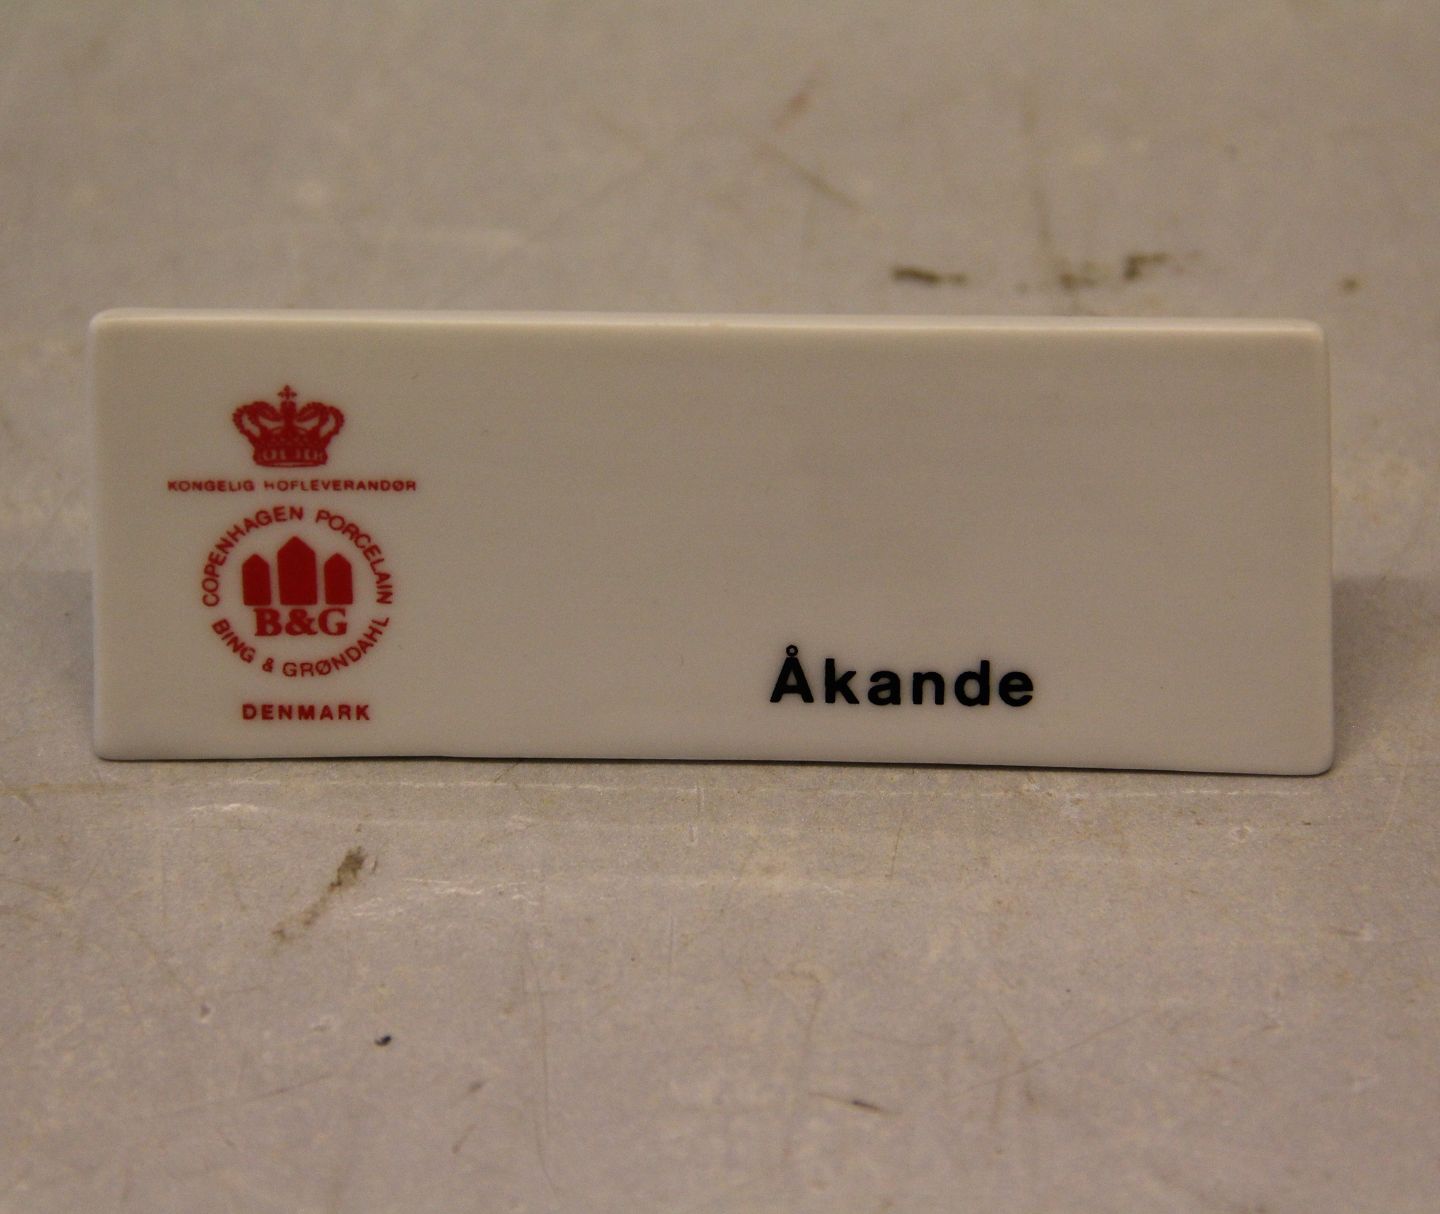 KONGELIG HOFLEVERANDØR
COPENHAGEN PORCELAIN
B&G
BING & GRØNDAHL
DENMARK
Åkande